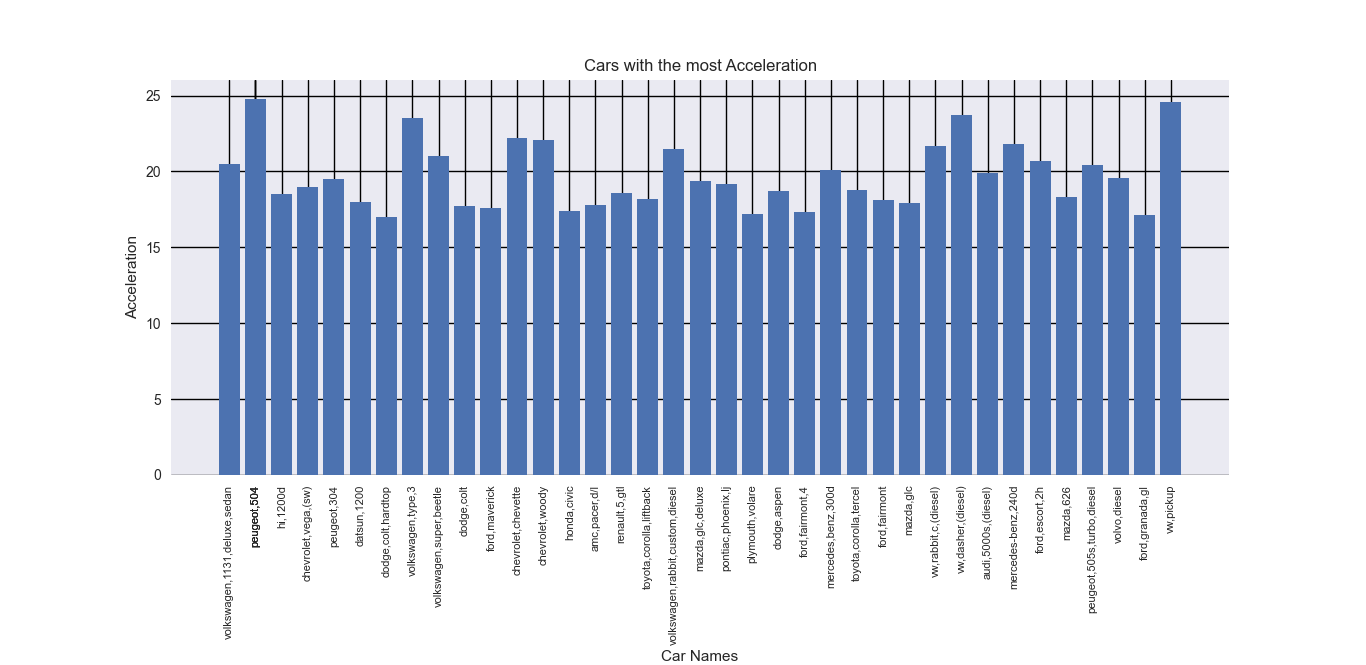 Cars with the most Acceleration
Acceleration
25
20
15
10
5
0
volkswagen,1131,deluxe,sedan
peugeot,504
hi,1200d
chevrolet,vega,(sw)
peugeot,304
datsun,1200
dodge,colt,hardtop
volkswagen,type,3
volkswagen,super,beetle
dodge,colt
ford,maverick
chevrolet,chevette
chevrolet,woody
honda,civic
amc,pacer,d/l
renault,5,gtl
toyota,corolla,liftback
volkswagen,rabbit,custom,diesel
mazda,glc,deluxe
pontiac,phoenix,lj
plymouth,volare
dodge,aspen
ford,fairmont,4
mercedes,benz,300d
toyota,corolla,tercel
ford,fairmont
mazda,glc
vw,rabbit,c,(diesel)
vw,dasher,(diesel)
audi,5000s,(diesel)
mercedes-benz,240d
ford,escort,2h
mazda,626
peugeot,505s,turbo,diesel
volvo,diesel
ford,granada,gl
vw,pickup
Car Names